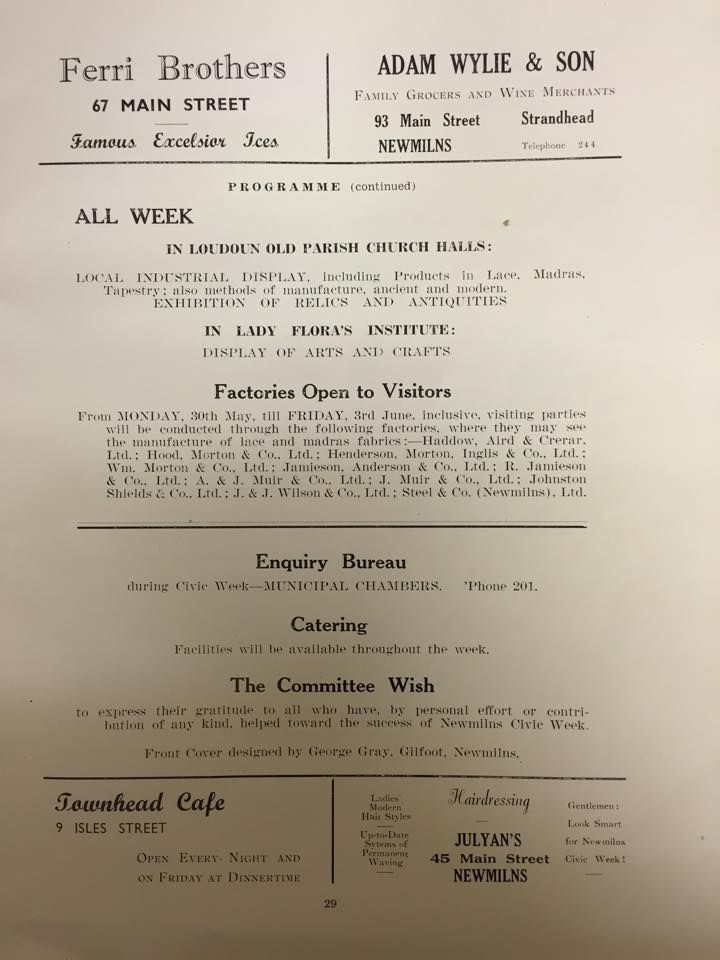 Ferri Brothers
67 MAIN STREET
Famous Excelsior Ices
ADAM WYLIE & SON
FAMILY GROCERS AND WINE MERCHANTS
93 Main Street Strandhead
NEWMILNS Telephone 244
PROGRAMME (continued)
ALL WEEK
IN LOUDOUN OLD PARISH CHURCH HALLS:
LOCAL INDUSTRIAL DISPLAY, including Products in Lace, Madras,
Tapestry; also methods of manufacture, ancient and modern.
EXHIBITION OF RELICS AND ANTIQUITIES
IN LADY FLORA'S INSTITUTE:
DISPLAY OF ARTS AND CRAFTS
Factories Open to Visitors
From MONDAY, 30th May, till FRIDAY, 3rd June, inclusive, visiting parties
will be conducted through the following factories, where they may see
the manufacture of lace and madras fabrics:—Haddow, Aird & Crerar,
Ltd.; Hood, Morton & Co., Ltd.; Henderson, Morton, Inglis & Co., Ltd.;
Wm. Morton & Co., Ltd.; Jamieson, Anderson & Co., Ltd.; R. Jamieson
& Co., Ltd.; A. & J. Muir & Co., Ltd.; J. Muir & Co., Ltd.; Johnston
Shields & Co., Ltd.; J. & J. Wilson & Co., Ltd.; Steel & Co. (Newmilns), Ltd.
Enquiry Bureau
during Civic Week—MUNICIPAL CHAMBERS. 'Phone 201.
Catering
Facilities will be available throughout the week.
The Committee Wish
to express their gratitude to all who have, by personal effort or contri-
bution of any kind, helped toward the success of Newmilns Civic Week.
Front Cover designed by George Gray, Gilfoot, Newmilns.
Townhead Cafe
9 ISLES STREET
OPEN EVERY NIGHT AND
ON FRIDAY AT DINNERTIME
Ladies'
Modern
Hair Styles
Up-to-Date
Sytems of
Permanent
Waving
Hairdressing
JULYAN'S
45 Main Street
NEWMILNS
Gentlemen:
Look Smart
for Newmilns
Civic Week!
29